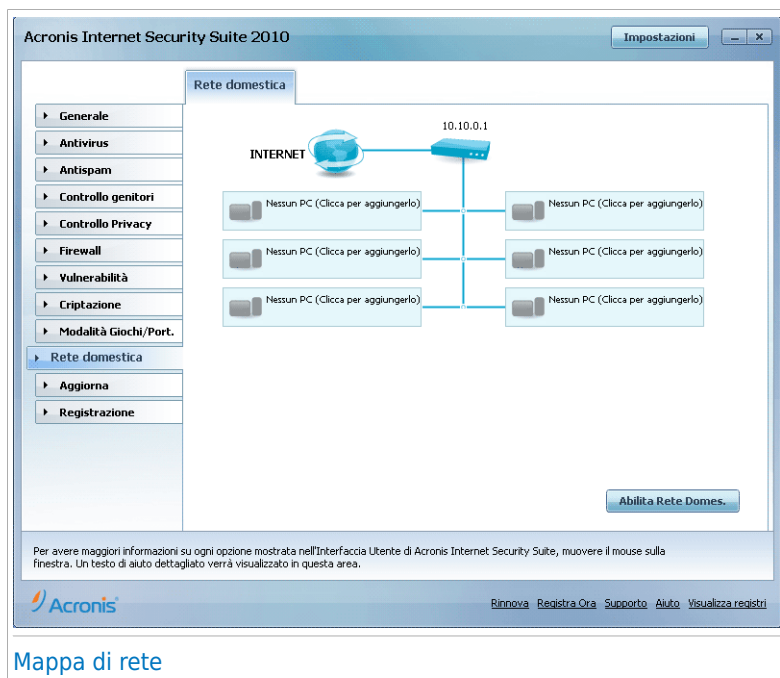 Acronis Internet Security Suite 2010
Impostazioni
Rete domestica
Generale
Antivirus
Antispam
Controllo genitori
Controllo Privacy
Firewall
Vulnerabilità
Criptazione
Modalità Giochi/Port.
Rete domestica
Aggiorna
Registrazione
10.10.0.1
INTERNET
Nessun PC (Clicca per aggiungerlo)
Nessun PC (Clicca per aggiungerlo)
Nessun PC (Clicca per aggiungerlo)
Nessun PC (Clicca per aggiungerlo)
Nessun PC (Clicca per aggiungerlo)
Nessun PC (Clicca per aggiungerlo)
Abilita Rete Domes.
Per avere maggiori informazioni su ogni opzione mostrata nell'Interfaccia Utente di Acronis Internet Security Suite, muovere il mouse sulla
finestra. Un testo di aiuto dettagliato verrà visualizzato in questa area.
Acronis
Rinnova Registra Ora Supporto Aiuto Visualizza registri
Mappa di rete